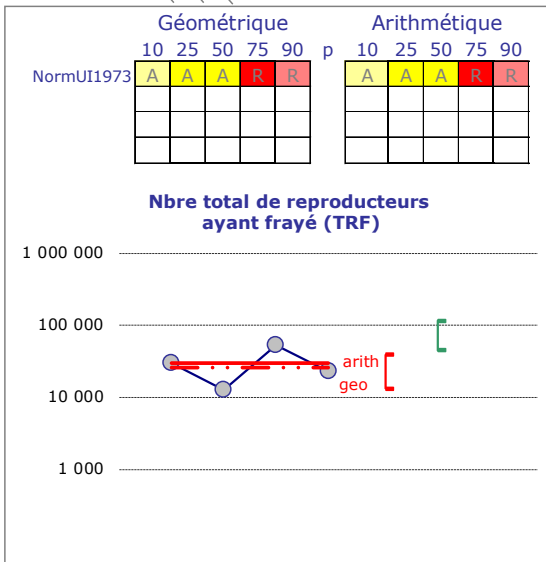 Géométrique Arithmétique
10 25 50 75 90 p 10 25 50 75 90
NormUI1973 A A A R R A A A R R
Nbre total de reproducteurs
ayant frayé (TRF)
1 000 000
100 000
arith
geo
10 000
1 000